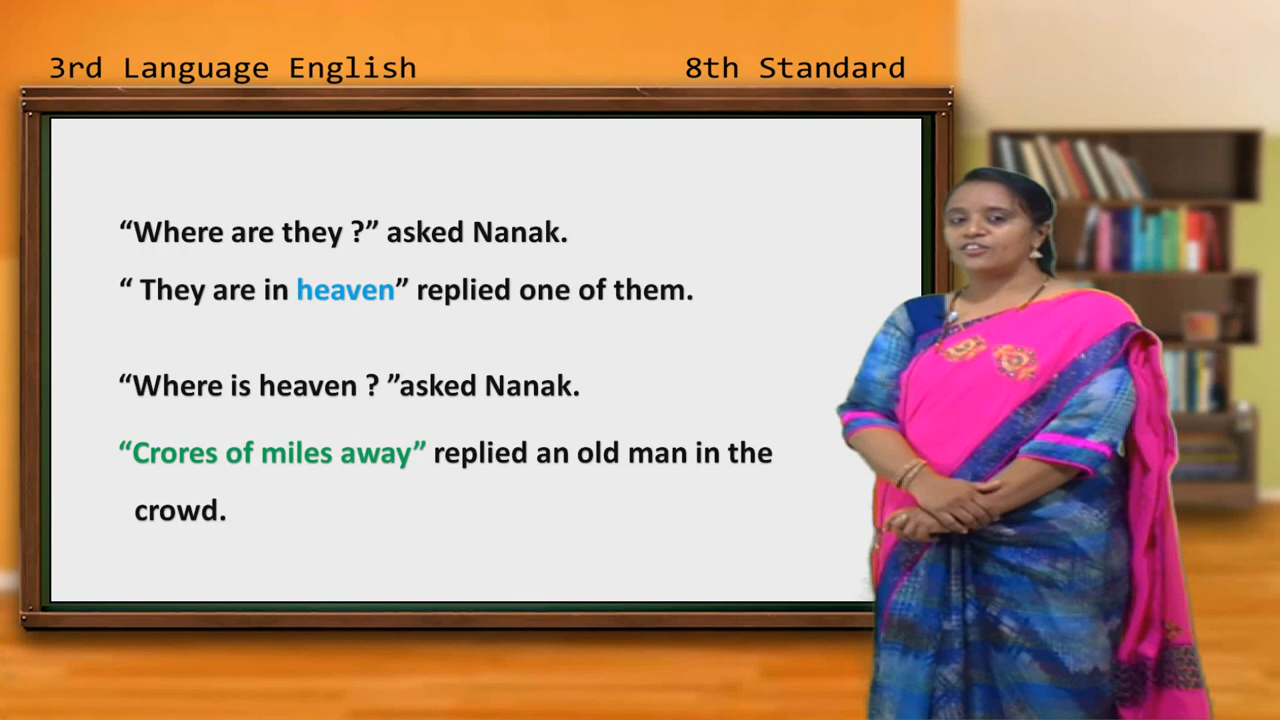 3rd Language English
8th Standard
“Where are they ?” asked Nanak.
“ They are in heaven” replied one of them.
“Where is heaven ? ”asked Nanak.
“Crores of miles away” replied an old man in the
crowd.